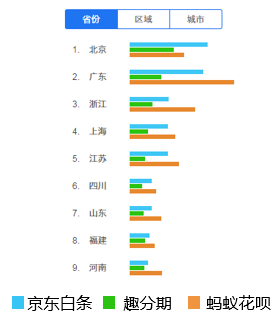 省份 区域 城市
1. 北京
2. 广东
3. 浙江
4. 上海
5. 江苏
6. 四川
7. 山东
8. 福建
9. 河南
京东白条 趣分期 蚂蚁花呗